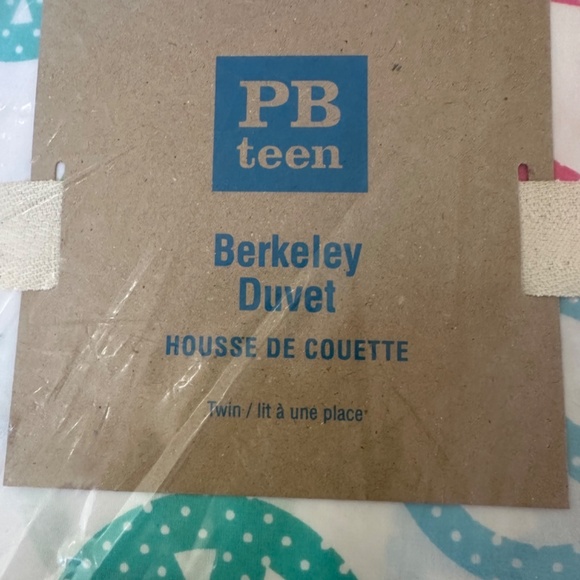 PB
teen
Berkeley
Duvet
HOUSSE DE COUETTE
Twin / lit à une place